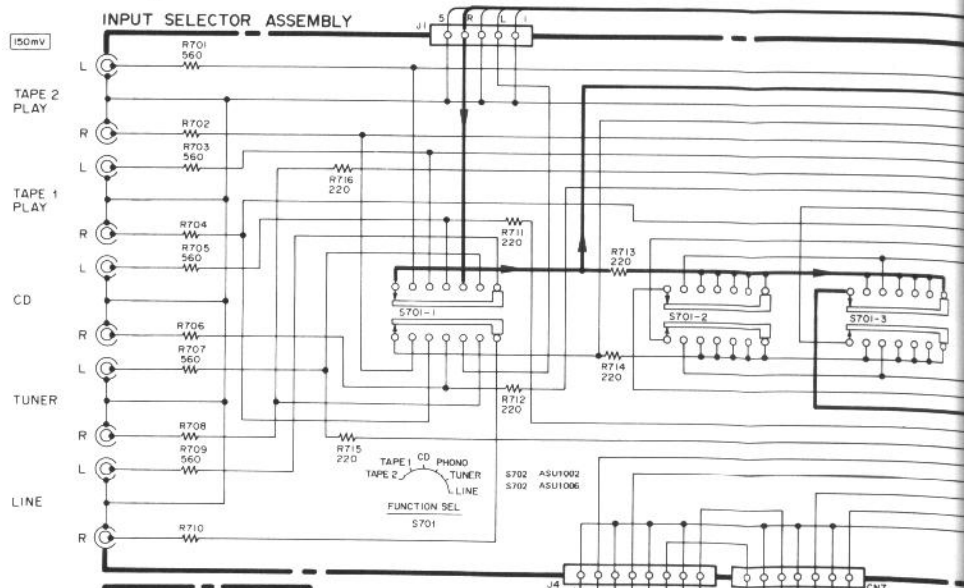 INPUT SELECTOR ASSEMBLY
J1
5 R L 1
150mV
R701
560
L
TAPE 2
PLAY
R
R702
R703
560
L
R716
220
TAPE 1
PLAY
R
R704
R705
560
L
R711
220
R713
220
CD
S701-1
S701-2
S701-3
R
R706
R707
560
L
R714
220
R712
220
TUNER
R
R708
R709
560
L
R715
220
TAPE 2 TAPE 1 CD PHONO TUNER LINE
FUNCTION SEL
S701
S702 ASU1002
S702 ASU1006
LINE
R
R710
J4